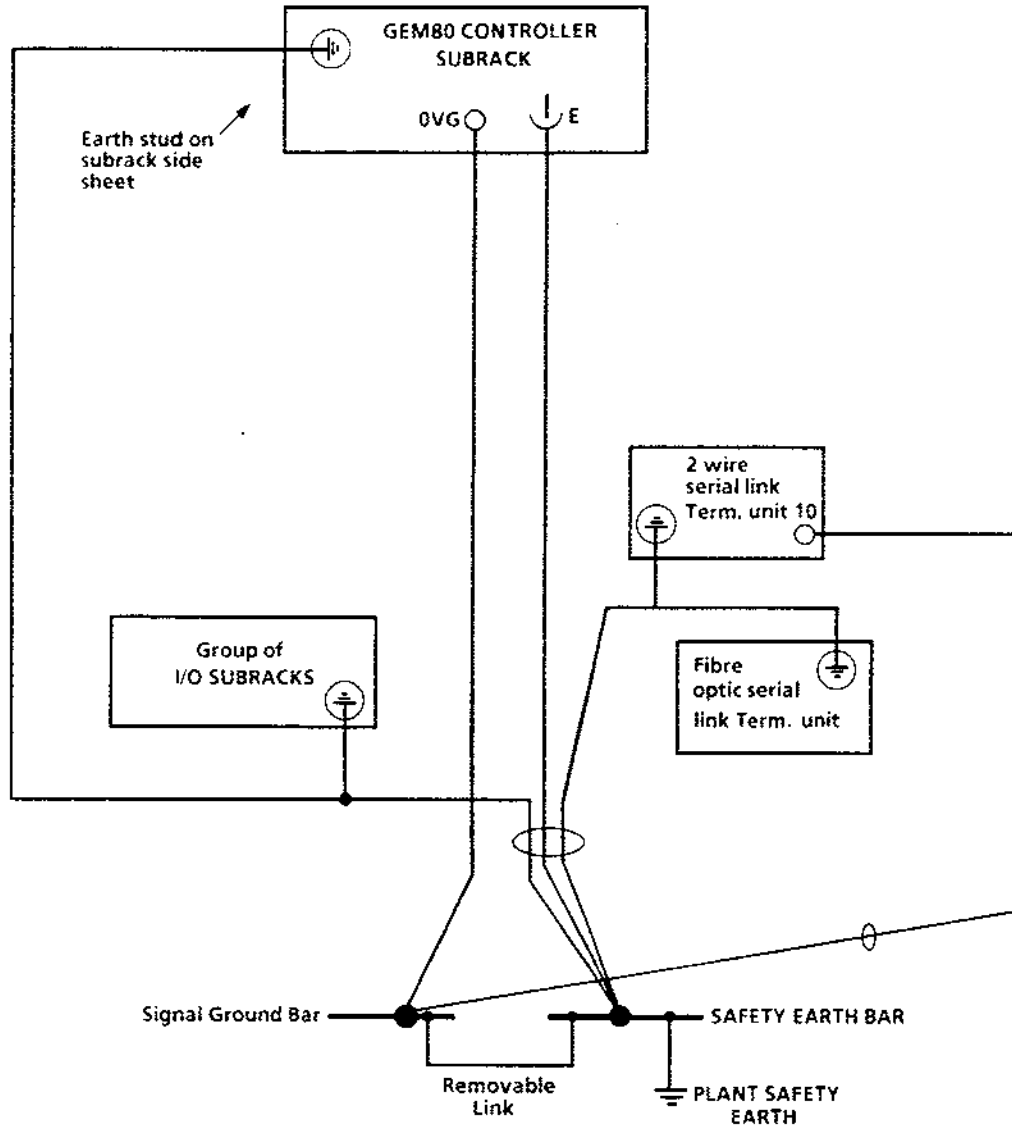 GEM80 CONTROLLER
SUBRACK
0VG
E
Earth stud on
subrack side
sheet
2 wire
serial link
Term. unit 10
Group of
I/O SUBRACKS
Fibre
optic serial
link Term. unit
Signal Ground Bar
SAFETY EARTH BAR
Removable
Link
PLANT SAFETY
EARTH